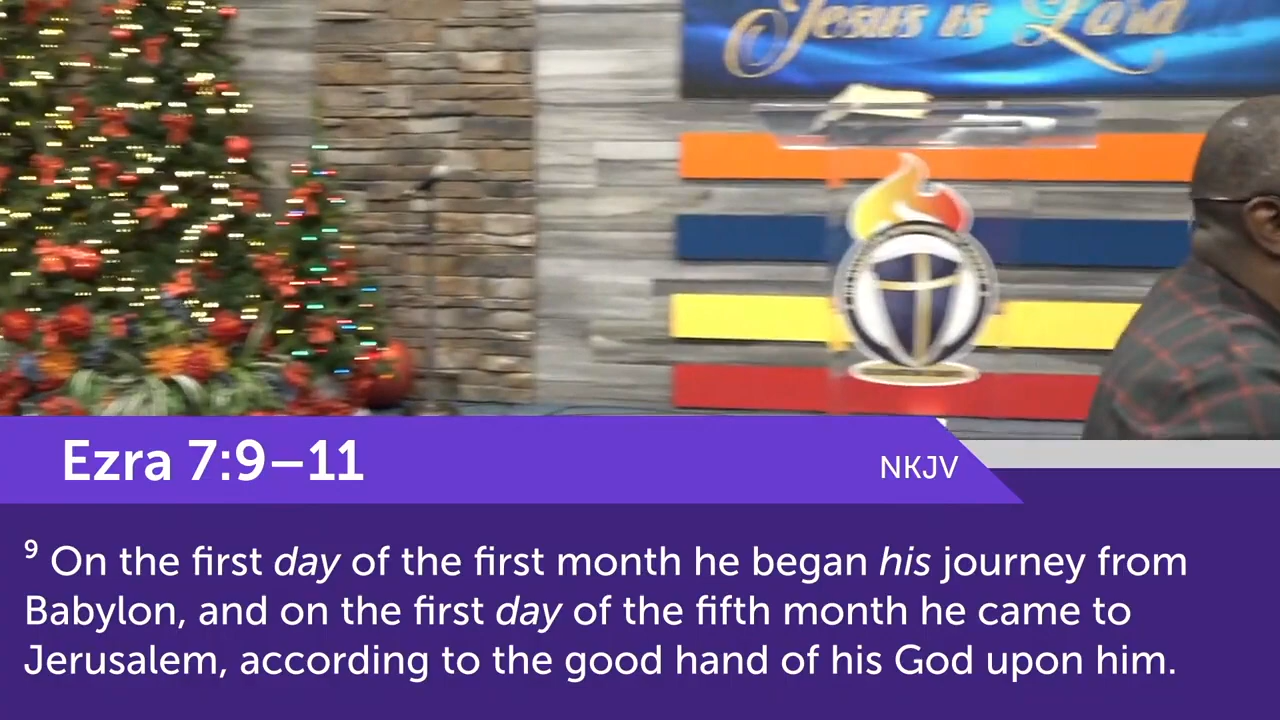 Jesus is Lord
Ezra 7:9–11
NKJV
9 On the first day of the first month he began his journey from
Babylon, and on the first day of the fifth month he came to
Jerusalem, according to the good hand of his God upon him.